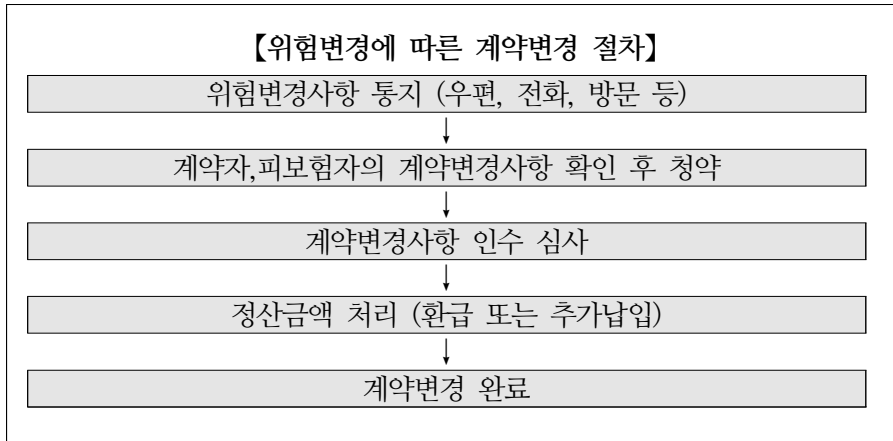 【위험변경에 따른 계약변경 절차】
위험변경사항 통지 (우편, 전화, 방문 등)
계약자,피보험자의 계약변경사항 확인 후 청약
계약변경사항 인수 심사
정산금액 처리 (환급 또는 추가납입)
계약변경 완료